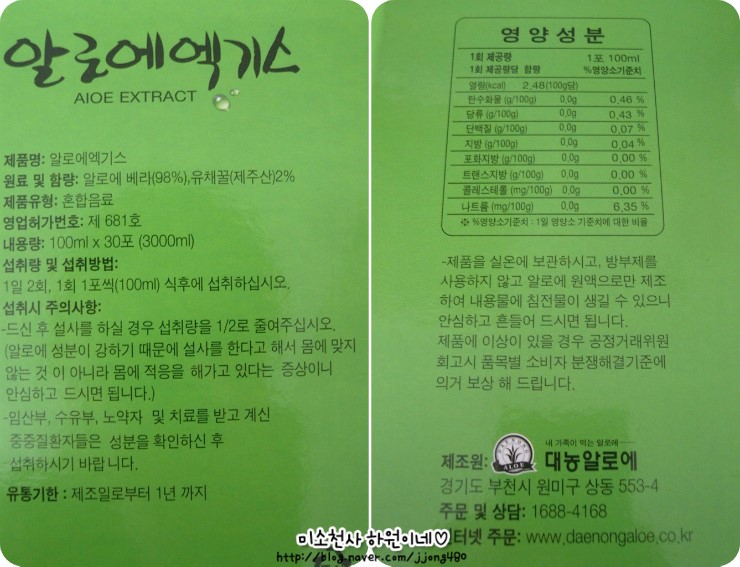 알로에엑기스
AlOE EXTRACT
제품명: 알로에엑기스
원료 및 함량: 알로에 베라(98%),유채꿀(제주산)2%
제품유형: 혼합음료
영업허가번호: 제 681호
내용량: 100ml x 30포 (3000ml)
섭취량 및 섭취방법:
1일 2회, 1회 1포씩(100ml) 식후에 섭취하십시오.
섭취시 주의사항:
-드신 후 설사를 하실 경우 섭취량을 1/2로 줄여주십시오.
(알로에 성분이 강하기 때문에 설사를 한다고 해서 몸에 맞지
않는 것 이 아니라 몸에 적응을 해가고 있다는 증상이니
안심하고 드시면 됩니다.)
-임산부, 수유부, 노약자 및 치료를 받고 계신
중중질환자들은 성분을 확인하신 후
섭취하시기 바랍니다.
유통기한 : 제조일로부터 1년 까지
영양성분
1회 제공량 1포 100ml
1회 제공량당 함량 %영양소기준치
열량(kcal) 2.48(100g당)
탄수화물 (g/100g) 0.0g 0.46 %
당류 (g/100g) 0.0g 0.43 %
단백질 (g/100g) 0.0g 0.07 %
지방 (g/100g) 0.0g 0.04 %
포화지방 (g/100g) 0.0g 0.00 %
트랜스지방 (g/100g) 0.0g 0.00 %
콜레스테롤 (mg/100g) 0.0g 0.00 %
나트륨 (mg/100g) 0.0g 6.35 %
※ %영양소기준치 : 1일 영양소 기준치에 대한 비율
-제품을 실온에 보관하시고, 방부제를
사용하지 않고 알로에 원액으로만 제조
하여 내용물에 침전물이 생길 수 있으니
안심하고 흔들어 드시면 됩니다.
제품에 이상이 있을 경우 공정거래위원
회고시 품목별 소비자 분쟁해결기준에
의거 보상 해 드립니다.
내 가족이 먹는 알로에
ALOE
제조원: 대농알로에
경기도 부천시 원미구 상동 553-4
주문 및 상담: 1688-4168
인터넷 주문: www.daenongaloe.co.kr
미소천사 하원이네♡
http://blog.naver.com/jjong480